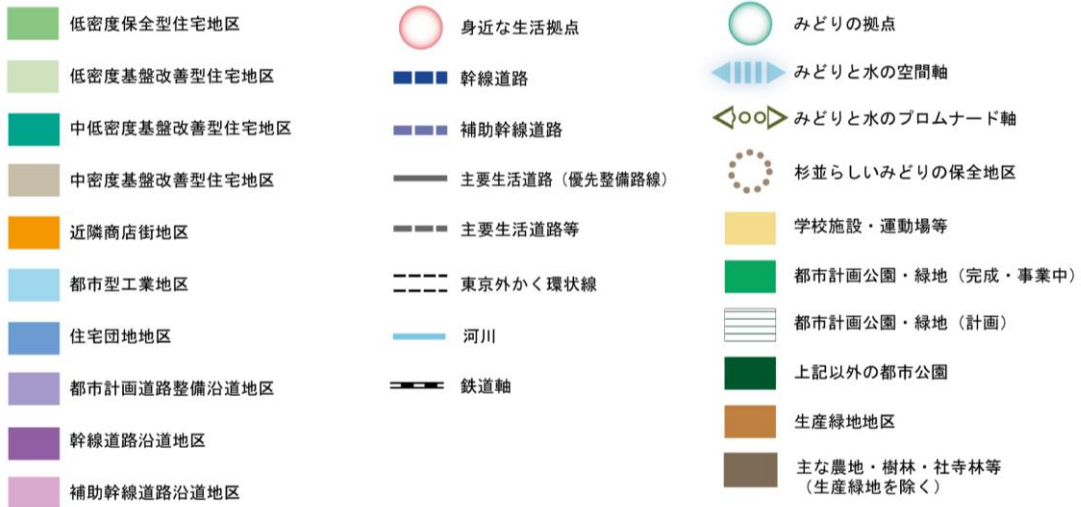 低密度保全型住宅地区
低密度基盤改善型住宅地区
中低密度基盤改善型住宅地区
中密度基盤改善型住宅地区
近隣商店街地区
都市型工業地区
住宅団地地区
都市計画道路整備沿道地区
幹線道路沿道地区
補助幹線道路沿道地区
身近な生活拠点
幹線道路
補助幹線道路
主要生活道路（優先整備路線）
主要生活道路等
東京外かく環状線
河川
鉄道軸
みどりの拠点
みどりと水の空間軸
みどりと水のプロムナード軸
杉並らしいみどりの保全地区
学校施設・運動場等
都市計画公園・緑地（完成・事業中）
都市計画公園・緑地（計画）
上記以外の都市公園
生産緑地地区
主な農地・樹林・社寺林等
（生産緑地を除く）